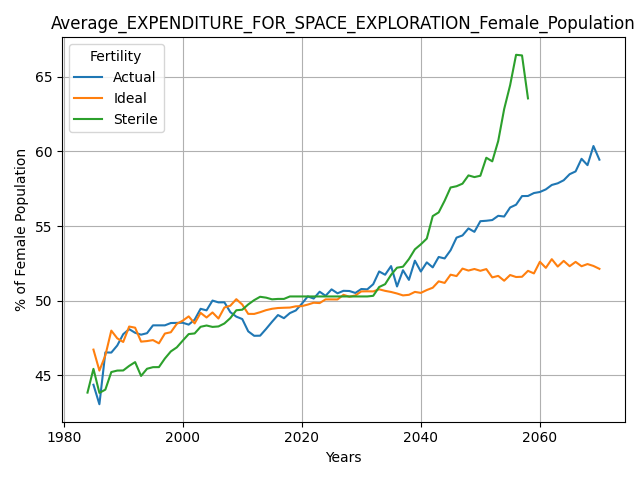 Average_EXPENDITURE_FOR_SPACE_EXPLORATION_Female_Population
Fertility
Actual
Ideal
Sterile
% of Female Population
65
60
55
50
45
1980
2000
2020
2040
2060
Years